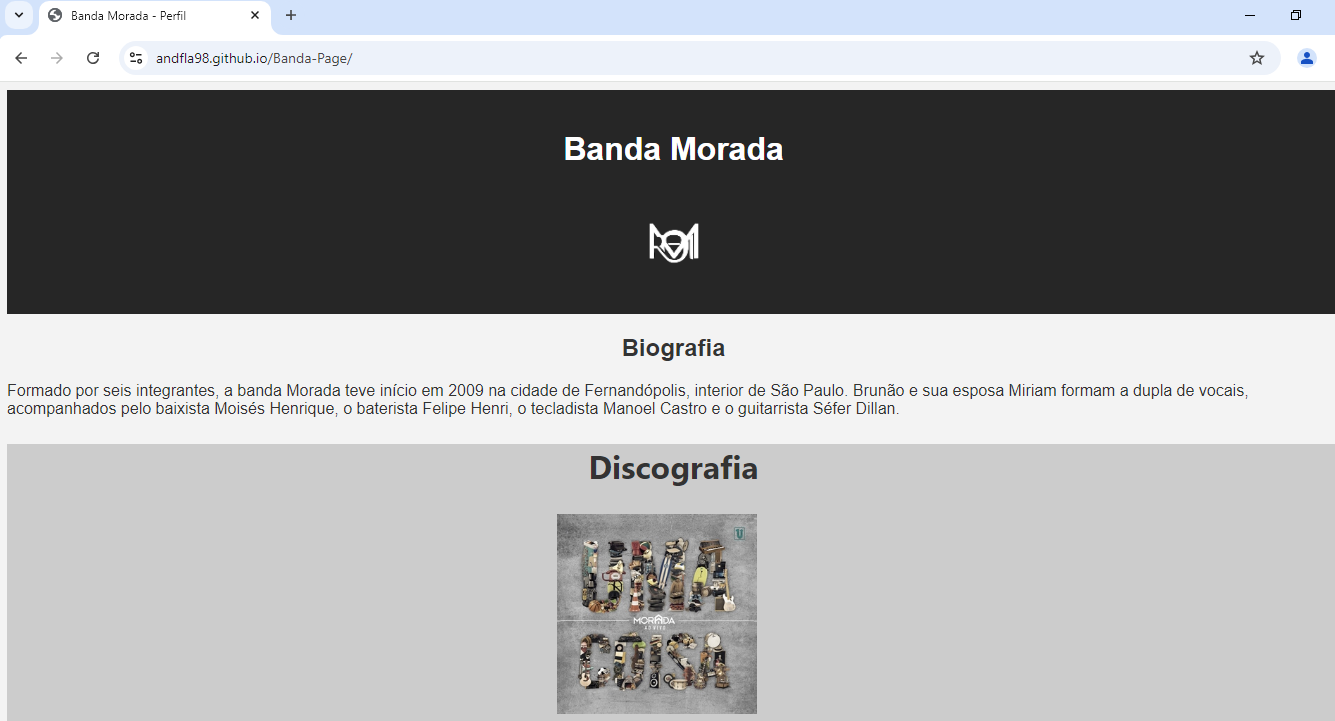 Banda Morada - Perfil
andfla98.github.io/Banda-Page/
Banda Morada
Biografia
Formado por seis integrantes, a banda Morada teve início em 2009 na cidade de Fernandópolis, interior de São Paulo. Brunão e sua esposa Miriam formam a dupla de vocais,
acompanhados pelo baixista Moisés Henrique, o baterista Felipe Henri, o tecladista Manoel Castro e o guitarrista Séfer Dillan.
Discografia
U
UMA
MORADA
AO VIVO
COISA